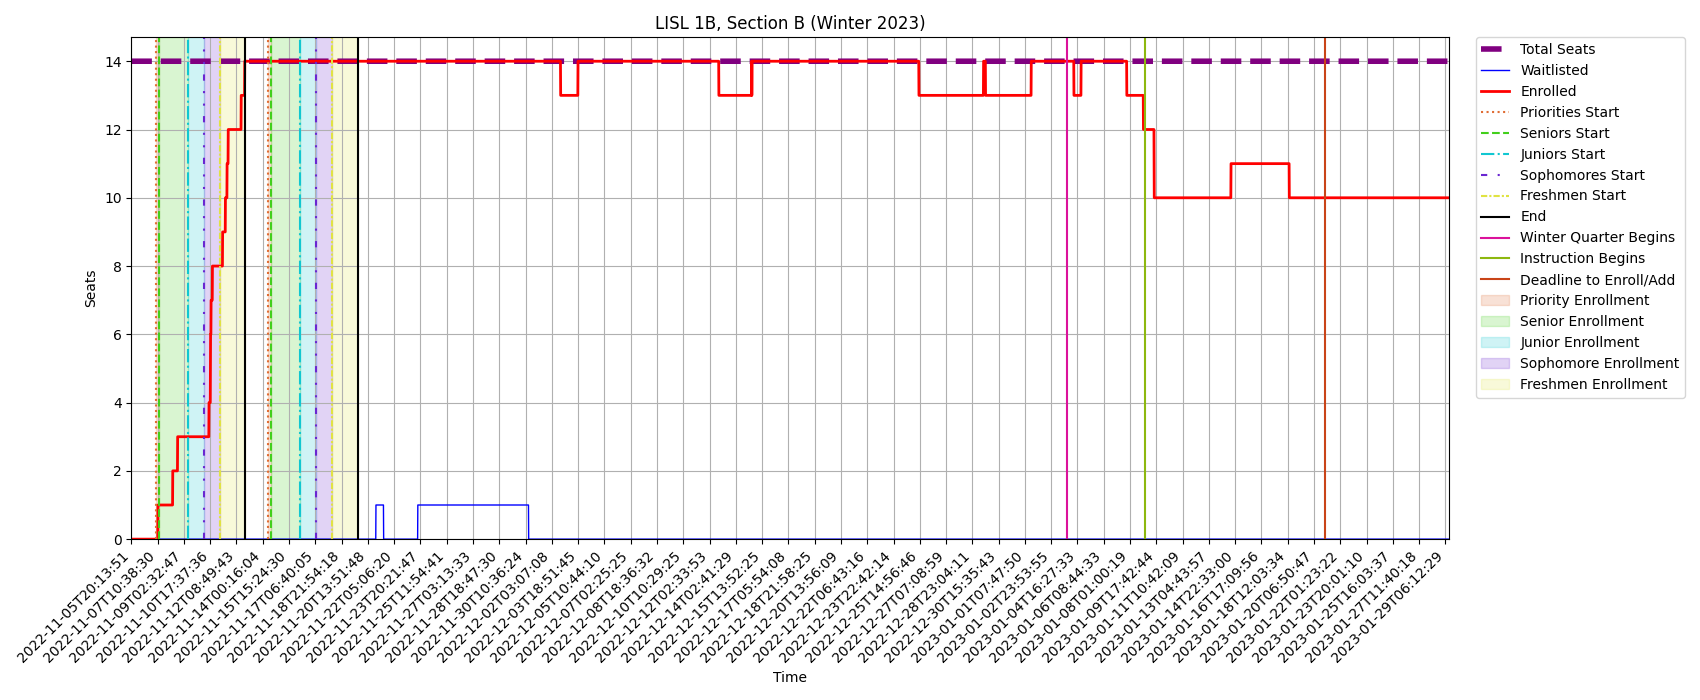 LISL 1B, Section B (Winter 2023)
14
12
10
8
6
4
2
0
Seats
2022-11-05T20:13:51
2022-11-07T10:38:30
2022-11-09T02:32:47
2022-11-10T17:37:36
2022-11-12T08:49:43
2022-11-14T00:16:04
2022-11-15T15:24:30
2022-11-17T06:40:05
2022-11-18T21:54:18
2022-11-20T13:51:48
2022-11-22T05:06:20
2022-11-23T20:21:47
2022-11-25T11:54:41
2022-11-27T03:13:33
2022-11-28T18:47:30
2022-11-30T10:36:24
2022-12-02T03:07:08
2022-12-03T18:51:45
2022-12-05T10:44:10
2022-12-07T02:25:25
2022-12-08T18:36:32
2022-12-10T10:29:25
2022-12-12T02:33:53
2022-12-14T02:41:29
2022-12-15T13:52:25
2022-12-17T05:54:08
2022-12-18T21:58:25
2022-12-20T13:56:09
2022-12-22T06:43:16
2022-12-23T22:42:14
2022-12-25T14:56:46
2022-12-27T07:08:59
2022-12-28T23:04:11
2022-12-30T15:35:43
2023-01-01T07:47:50
2023-01-02T23:53:55
2023-01-04T16:27:33
2023-01-06T08:44:33
2023-01-08T01:00:19
2023-01-09T17:42:44
2023-01-11T10:42:09
2023-01-13T04:43:57
2023-01-14T22:33:00
2023-01-16T17:09:56
2023-01-18T12:03:34
2023-01-20T06:50:47
2023-01-22T01:23:22
2023-01-23T20:01:10
2023-01-25T16:03:37
2023-01-27T11:40:18
2023-01-29T06:12:29
Time
Total Seats
Waitlisted
Enrolled
Priorities Start
Seniors Start
Juniors Start
Sophomores Start
Freshmen Start
End
Winter Quarter Begins
Instruction Begins
Deadline to Enroll/Add
Priority Enrollment
Senior Enrollment
Junior Enrollment
Sophomore Enrollment
Freshmen Enrollment